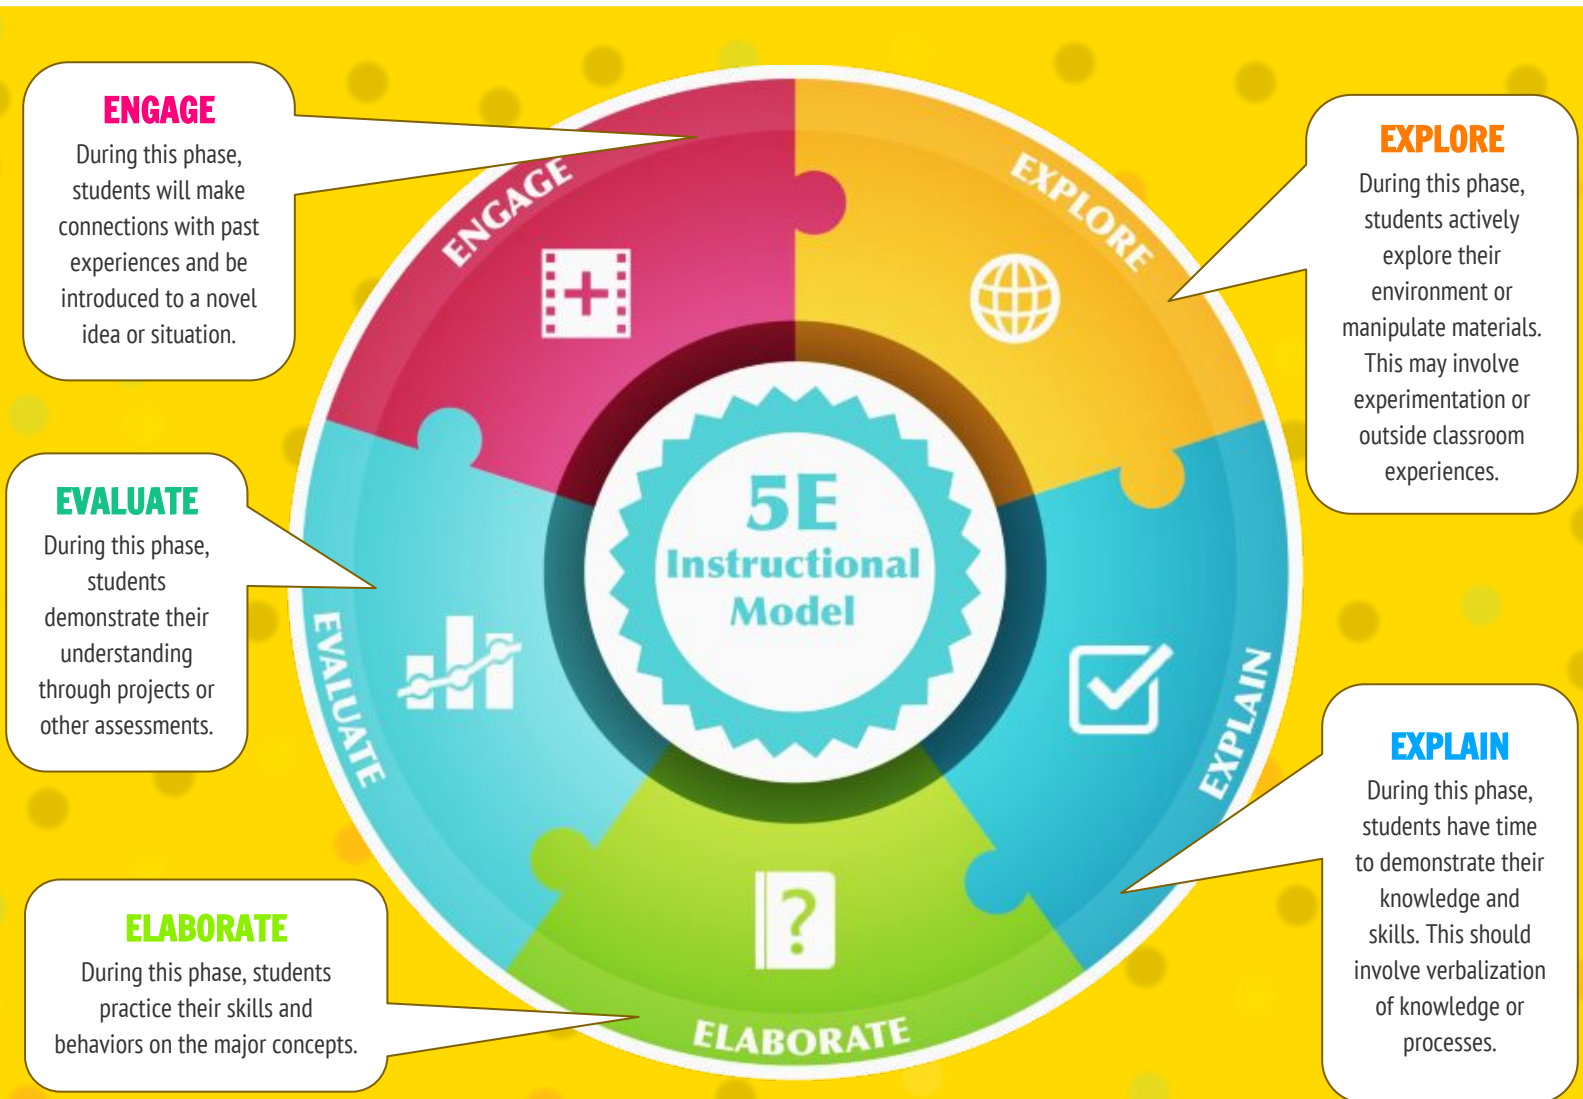 ENGAGE
During this phase,
students will make
connections with past
experiences and be
introduced to a novel
idea or situation.
EXPLORE
During this phase,
students actively
explore their
environment or
manipulate materials.
This may involve
experimentation or
outside classroom
experiences.
EVALUATE
During this phase,
students
demonstrate their
understanding
through projects or
other assessments.
EXPLAIN
During this phase,
students have time
to demonstrate their
knowledge and
skills. This should
involve verbalization
of knowledge or
processes.
ELABORATE
During this phase, students
practice their skills and
behaviors on the major concepts.
ENGAGE
EXPLORE
EXPLAIN
ELABORATE
EVALUATE
5E
Instructional
Model
?